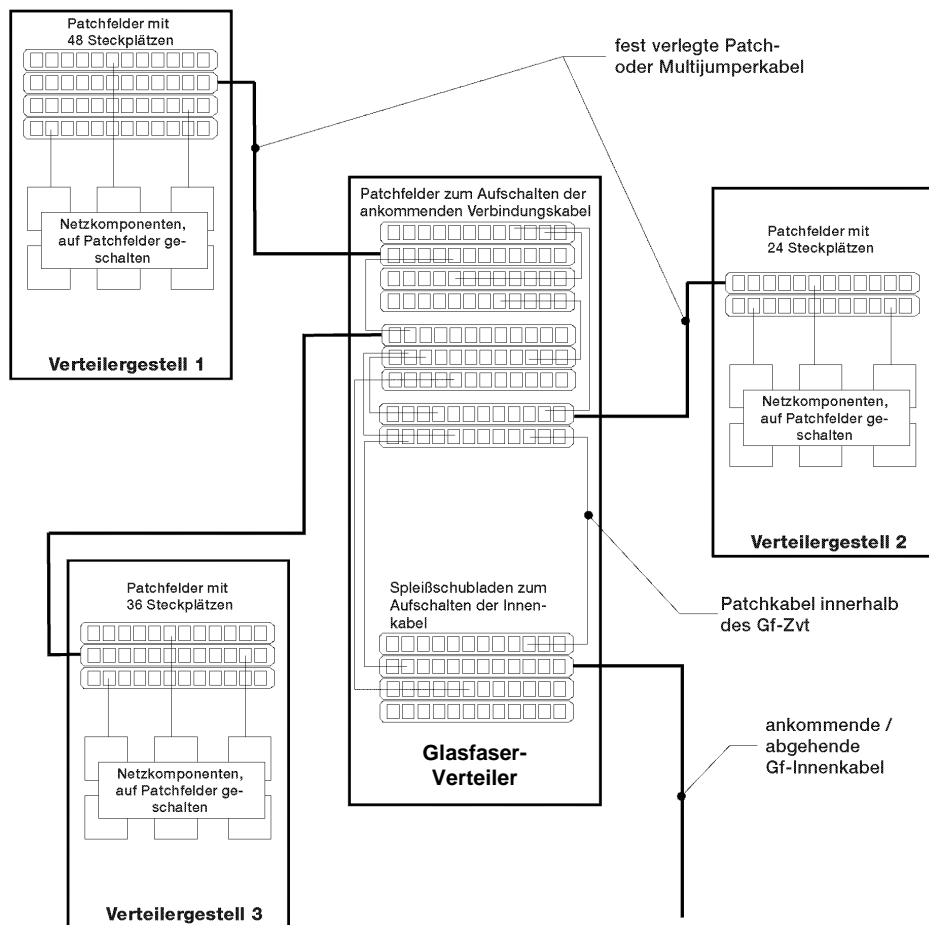 Patchfelder mit
48 Steckplätzen
Netzkomponenten,
auf Patchfelder ge-
schalten
Verteilergestell 1
fest verlegte Patch-
oder Multijumperkabel
Patchfelder zum Aufschalten der
ankommenden Verbindungskabel
Patchfelder mit
24 Steckplätzen
Netzkomponenten,
auf Patchfelder ge-
schalten
Verteilergestell 2
Patchfelder mit
36 Steckplätzen
Netzkomponenten,
auf Patchfelder ge-
schalten
Verteilergestell 3
Spleißschubladen zum
Aufschalten der Innen-
kabel
Glasfaser-
Verteiler
Patchkabel innerhalb
des Gf-Zvt
ankommende /
abgehende
Gf-Innenkabel